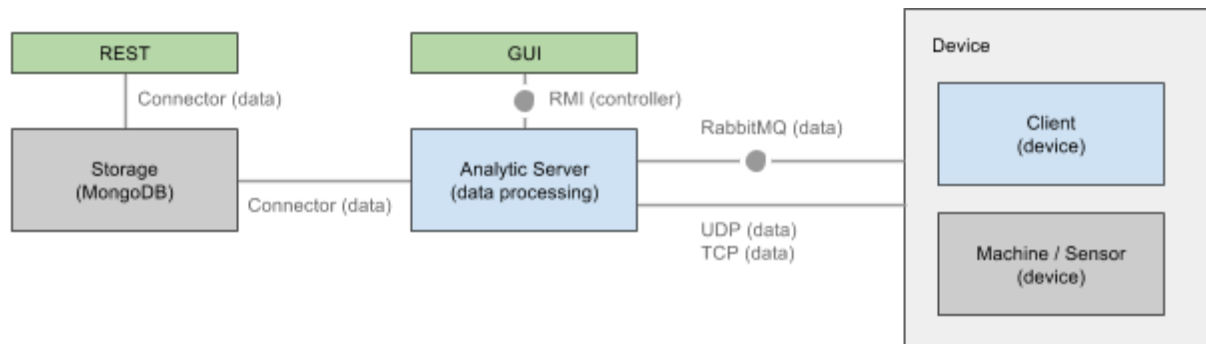 REST
GUI
Device
Connector (data)
RMI (controller)
Storage
(MongoDB)
Connector (data)
Analytic Server
(data processing)
RabbitMQ (data)
UDP (data)
TCP (data)
Client
(device)
Machine / Sensor
(device)